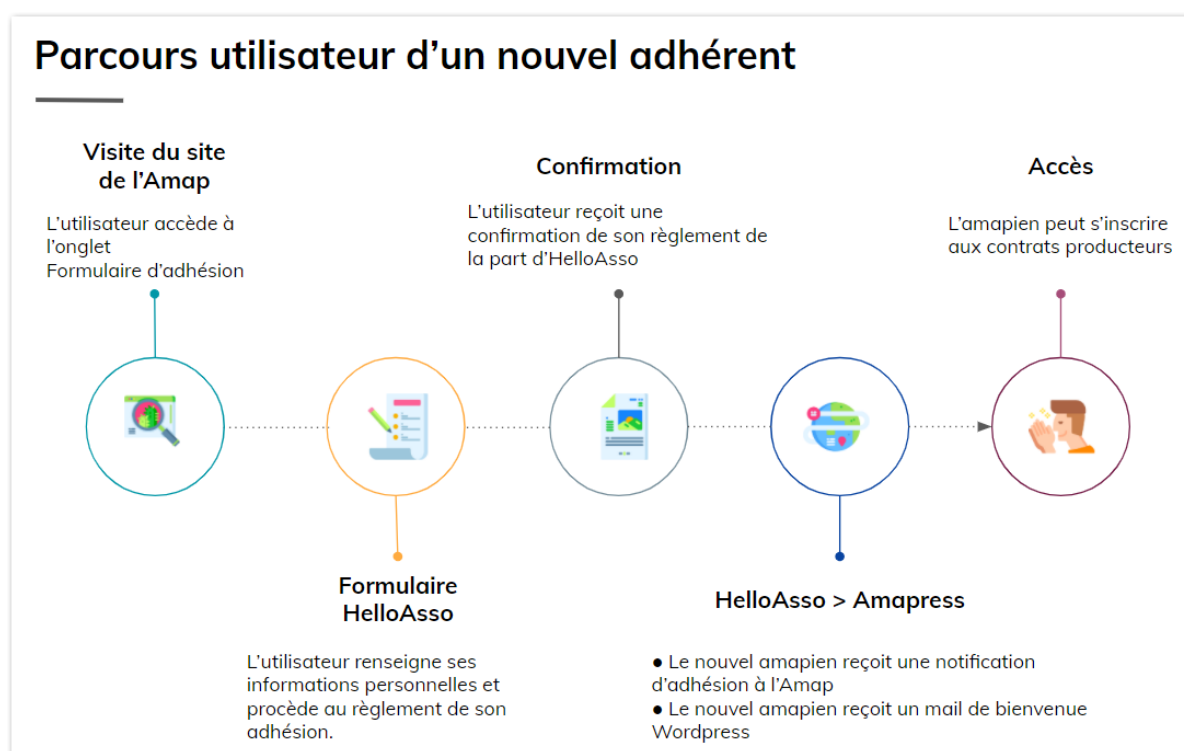 Parcours utilisateur d’un nouvel adhérent
Visite du site
de l’Amap
L’utilisateur accède à
l’onglet
Formulaire d’adhésion
Formulaire
HelloAsso
L’utilisateur renseigne ses
informations personnelles et
procède au règlement de son
adhésion.
Confirmation
L’utilisateur reçoit une
confirmation de son règlement de
la part d’HelloAsso
HelloAsso > Amapress
● Le nouvel amapien reçoit une notification
d’adhésion à l’Amap
● Le nouvel amapien reçoit un mail de bienvenue
Wordpress
Accès
L’amapien peut s’inscrire
aux contrats producteurs